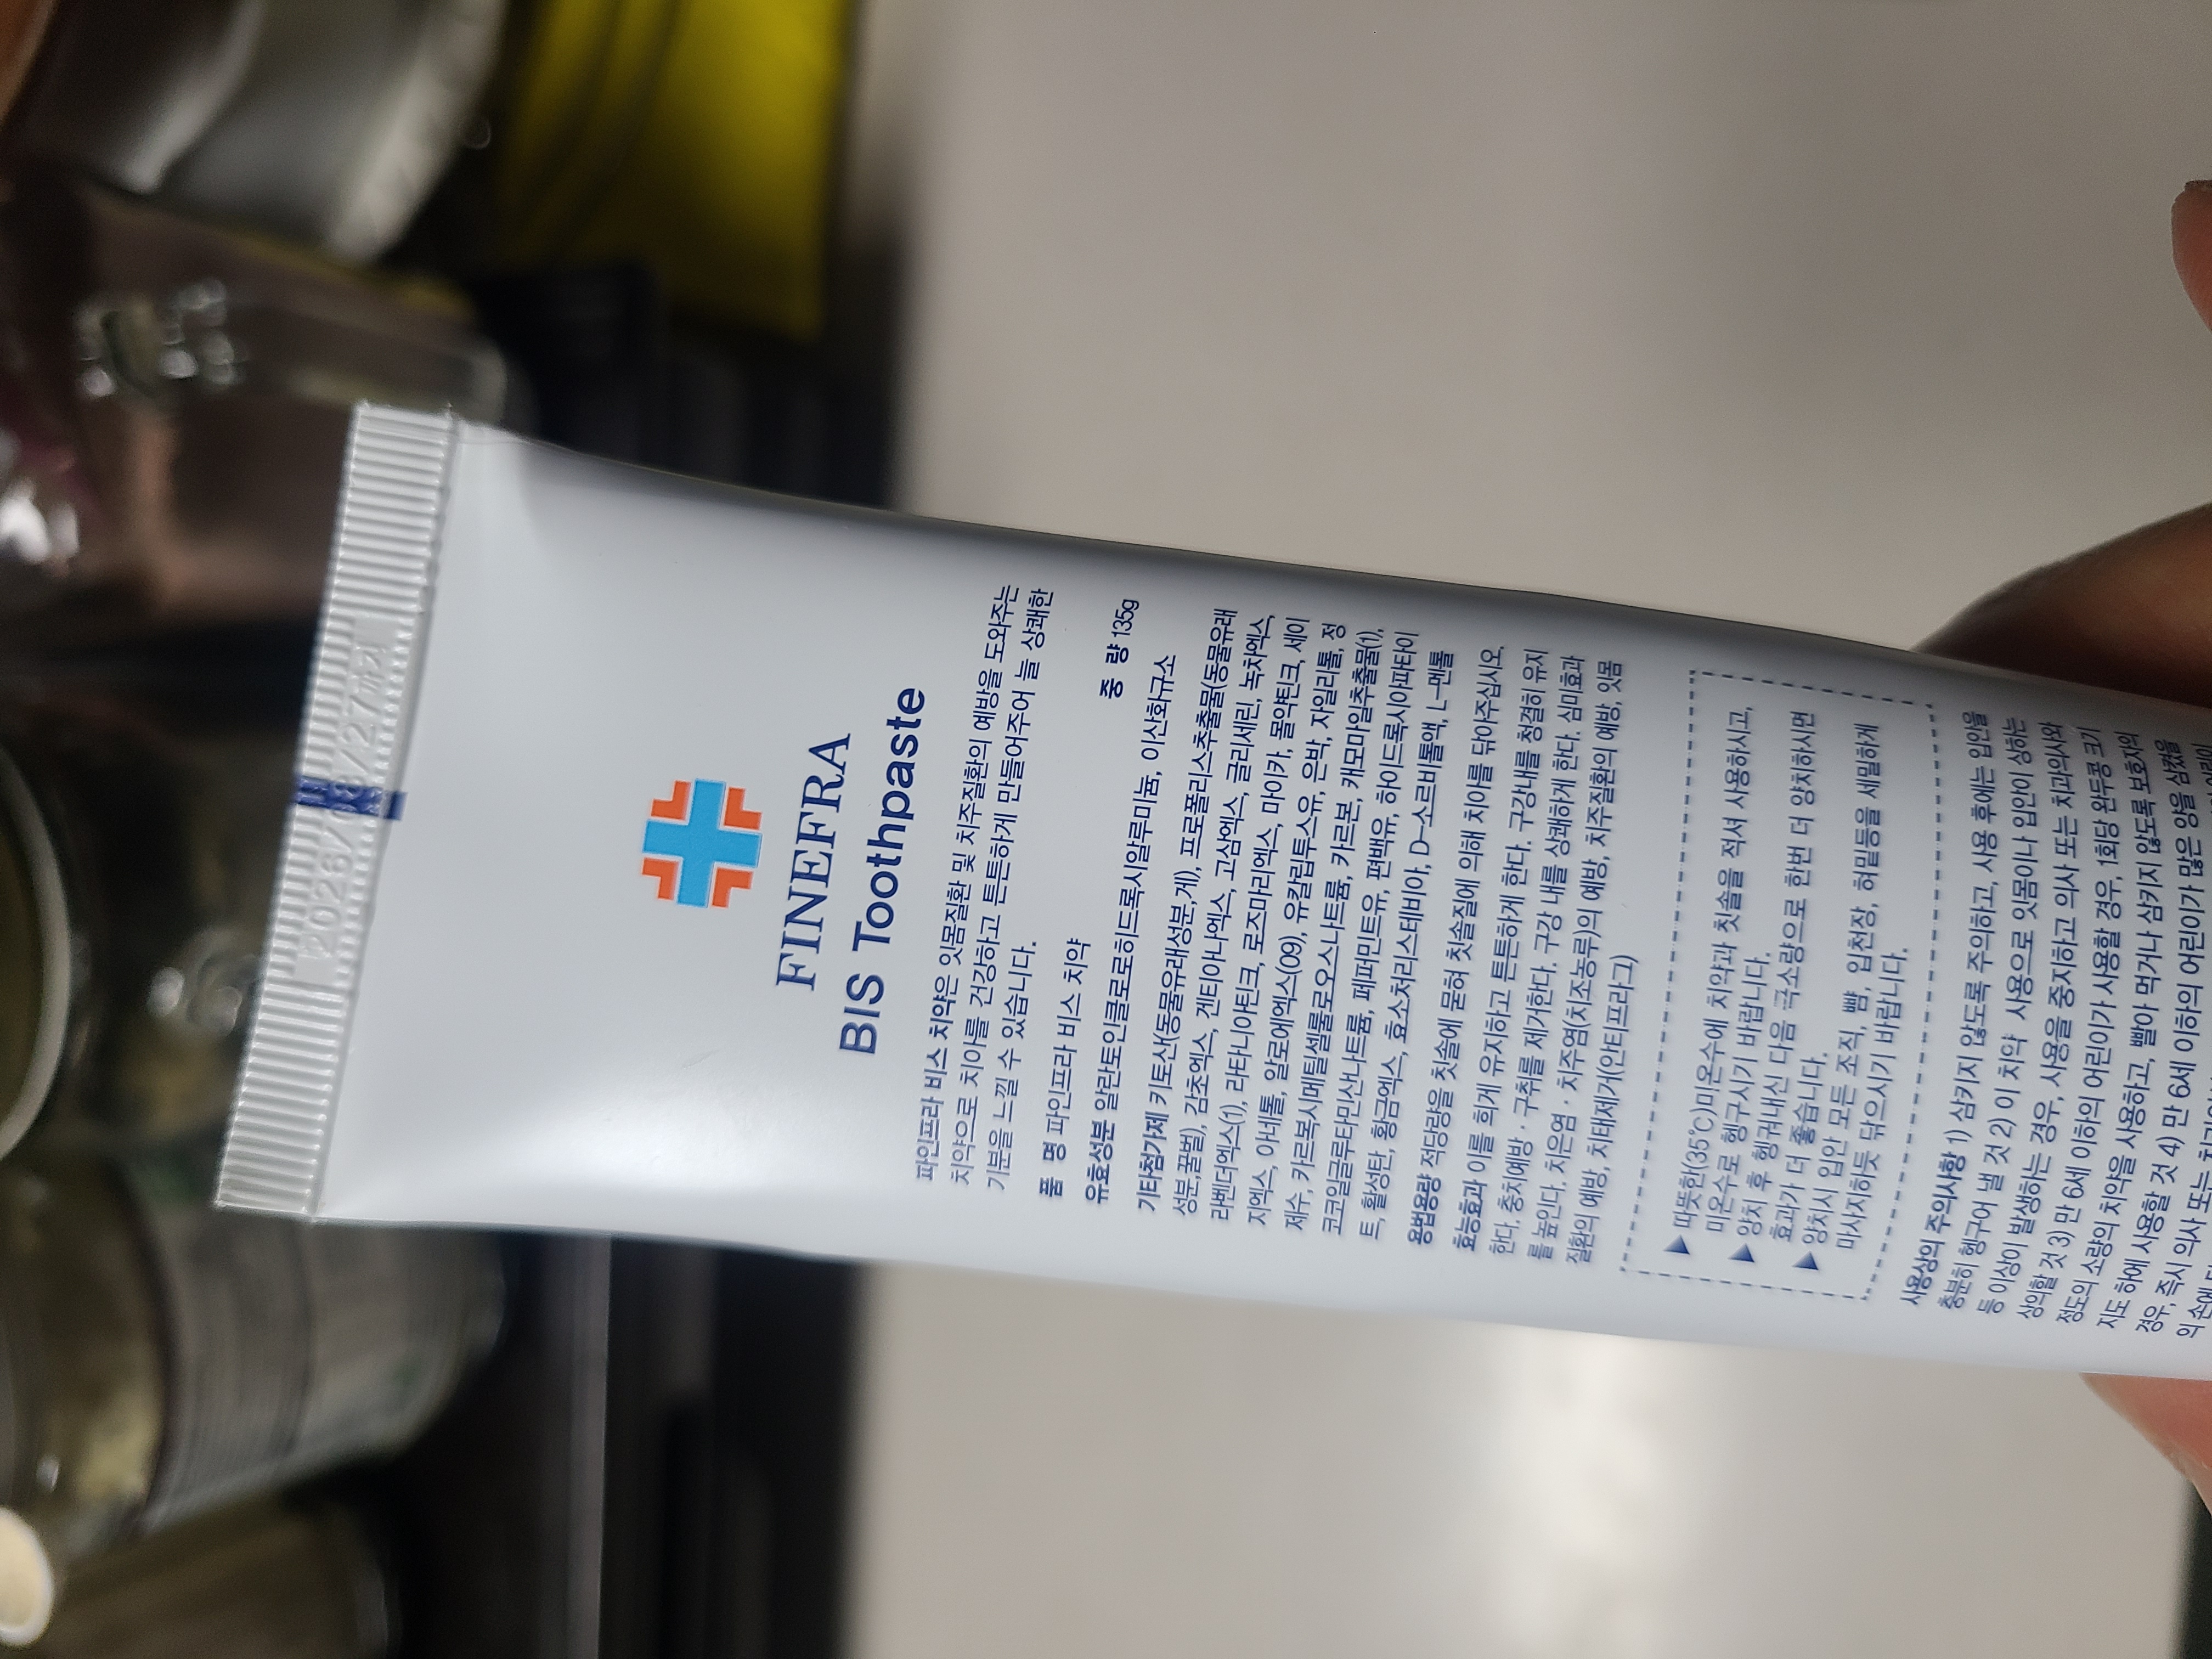 FINEFRA
BIS Toothpaste
파인프라 비스 치약은 잇몸질환 및 치주질환의 예방을 도와주는
치약으로 치아를 건강하고 튼튼하게 만들어주어 늘 상쾌한
기분을 느낄 수 있습니다.
품 명 파인프라 비스 치약 중 량 135g
유효성분 알란토인클로로히드록시알루미늄, 이산화규소
기타첨가제 키토산(동물유래성분,게), 프로폴리스추출물(동물유래
성분,꿀벌), 감초엑스, 겐티아나엑스, 고삼엑스, 글리세린, 녹차엑스,
라벤더엑스(1), 라타니아틴크, 로즈마리엑스, 마이카, 몰약틴크, 세이
지엑스, 아네톨, 알로에엑스(09), 유칼립투스유, 은박, 자일리톨, 정
제수, 카르복시메틸셀룰로오스나트륨, 카르본, 캐모마일추출물(1),
코코일글루타민산나트륨, 페퍼민트유, 편백유, 하이드록시아파타이
트, 활성탄, 황금엑스, 효소처리스테비아, D-소르비톨액, L-멘톨
용법용량 적당량을 칫솔에 묻혀 칫솔질에 의해 치아를 닦아주십시오.
효능효과 이를 희게 유지하고 튼튼하게 한다. 구강내를 청결히 유지
한다. 충치예방·구취를 제거한다. 구강 내를 상쾌하게 한다. 심미효과
를 높인다. 치은염·치주염(치조농루)의 예방, 치주질환의 예방, 잇몸
질환의 예방, 치태제거(안티프라그)
▶ 따뜻한(35℃)미온수에 치약과 칫솔을 적셔 사용하시고,
미온수로 헹구시기 바랍니다.
▶ 양치 후 헹궈내신 다음 극소량으로 한번 더 양치하시면
효과가 더 좋습니다.
▶ 양치시 입안 모든 조직, 뺨, 입천장, 혀밑등을 세밀하게
마시지하듯 닦으시기 바랍니다.
사용상의 주의사항 1) 삼키지 않도록 주의하고, 사용 후에는 입안을
충분히 헹구어 낼 것 2) 이 치약 사용으로 잇몸이나 입안이 상하는
등 이상이 발생하는 경우, 사용을 중지하고 의사 또는 치과의사와
상의할 것 3) 만 6세 이하의 어린이가 사용할 경우, 1회당 완두콩 크기
정도의 소량의 치약을 사용하고, 빨아 먹거나 삼키지 않도록 보호자의
지도 하에 사용할 것 4) 만 6세 이하의 어린이가 많은 양을 삼켰을
경우, 즉시 의사 또는